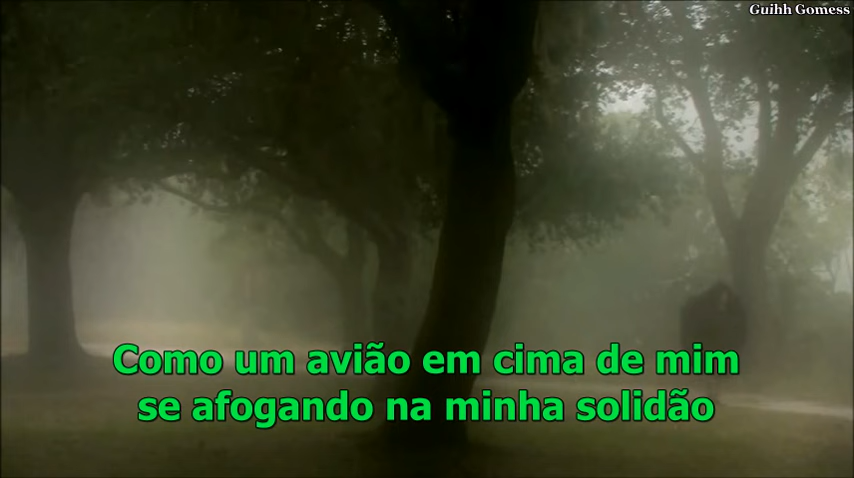 Guihh Gomess
Como um avião em cima de mim
se afogando na minha solidão